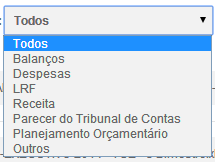 Todos
Todos
Balanços
Despesas
LRF
Receita
Parecer do Tribunal de Contas
Planejamento Orçamentário
Outros